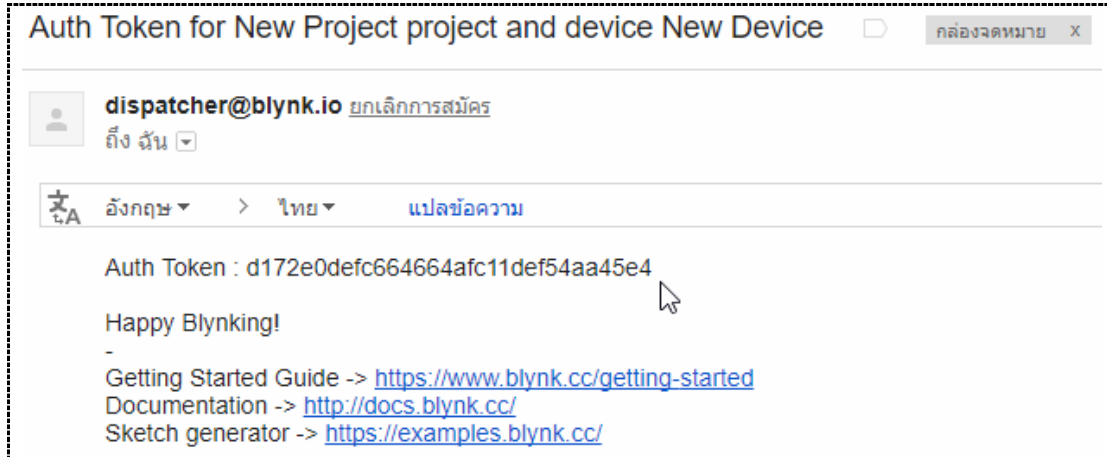 Auth Token for New Project project and device New Device กล่องจดหมาย x
dispatcher@blynk.io ยกเลิกการสมัคร
ถึง ฉัน
อังกฤษ > ไทย แปลข้อความ
Auth Token : d172e0defc664664afc11def54aa45e4
Happy Blynking!
-
Getting Started Guide -> https://www.blynk.cc/getting-started
Documentation -> http://docs.blynk.cc/
Sketch generator -> https://examples.blynk.cc/